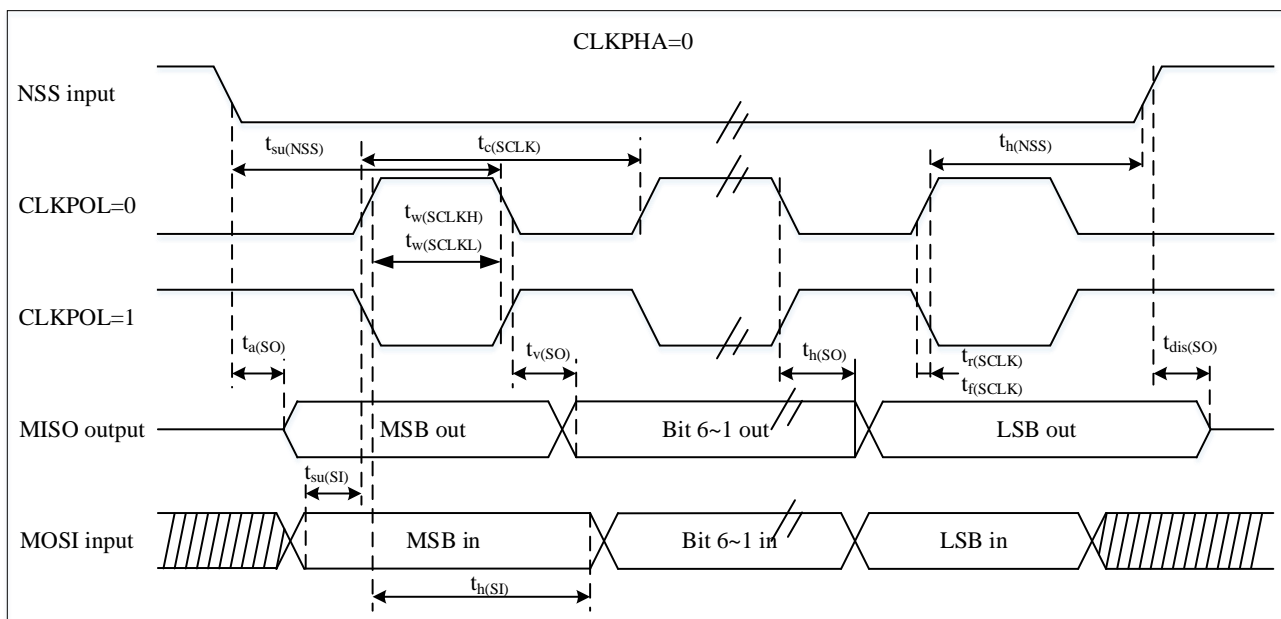 CLKPHA=0
NSS input
tsu(NSS)
tc(SCLK)
th(NSS)
CLKPOL=0
tw(SCLKH)
tw(SCLKL)
CLKPOL=1
ta(SO)
tv(SO)
th(SO)
tr(SCLK)
tf(SCLK)
tdis(SO)
MISO output
MSB out
Bit 6~1 out
LSB out
tsu(SI)
MOSI input
MSB in
Bit 6~1 in
LSB in
th(SI)